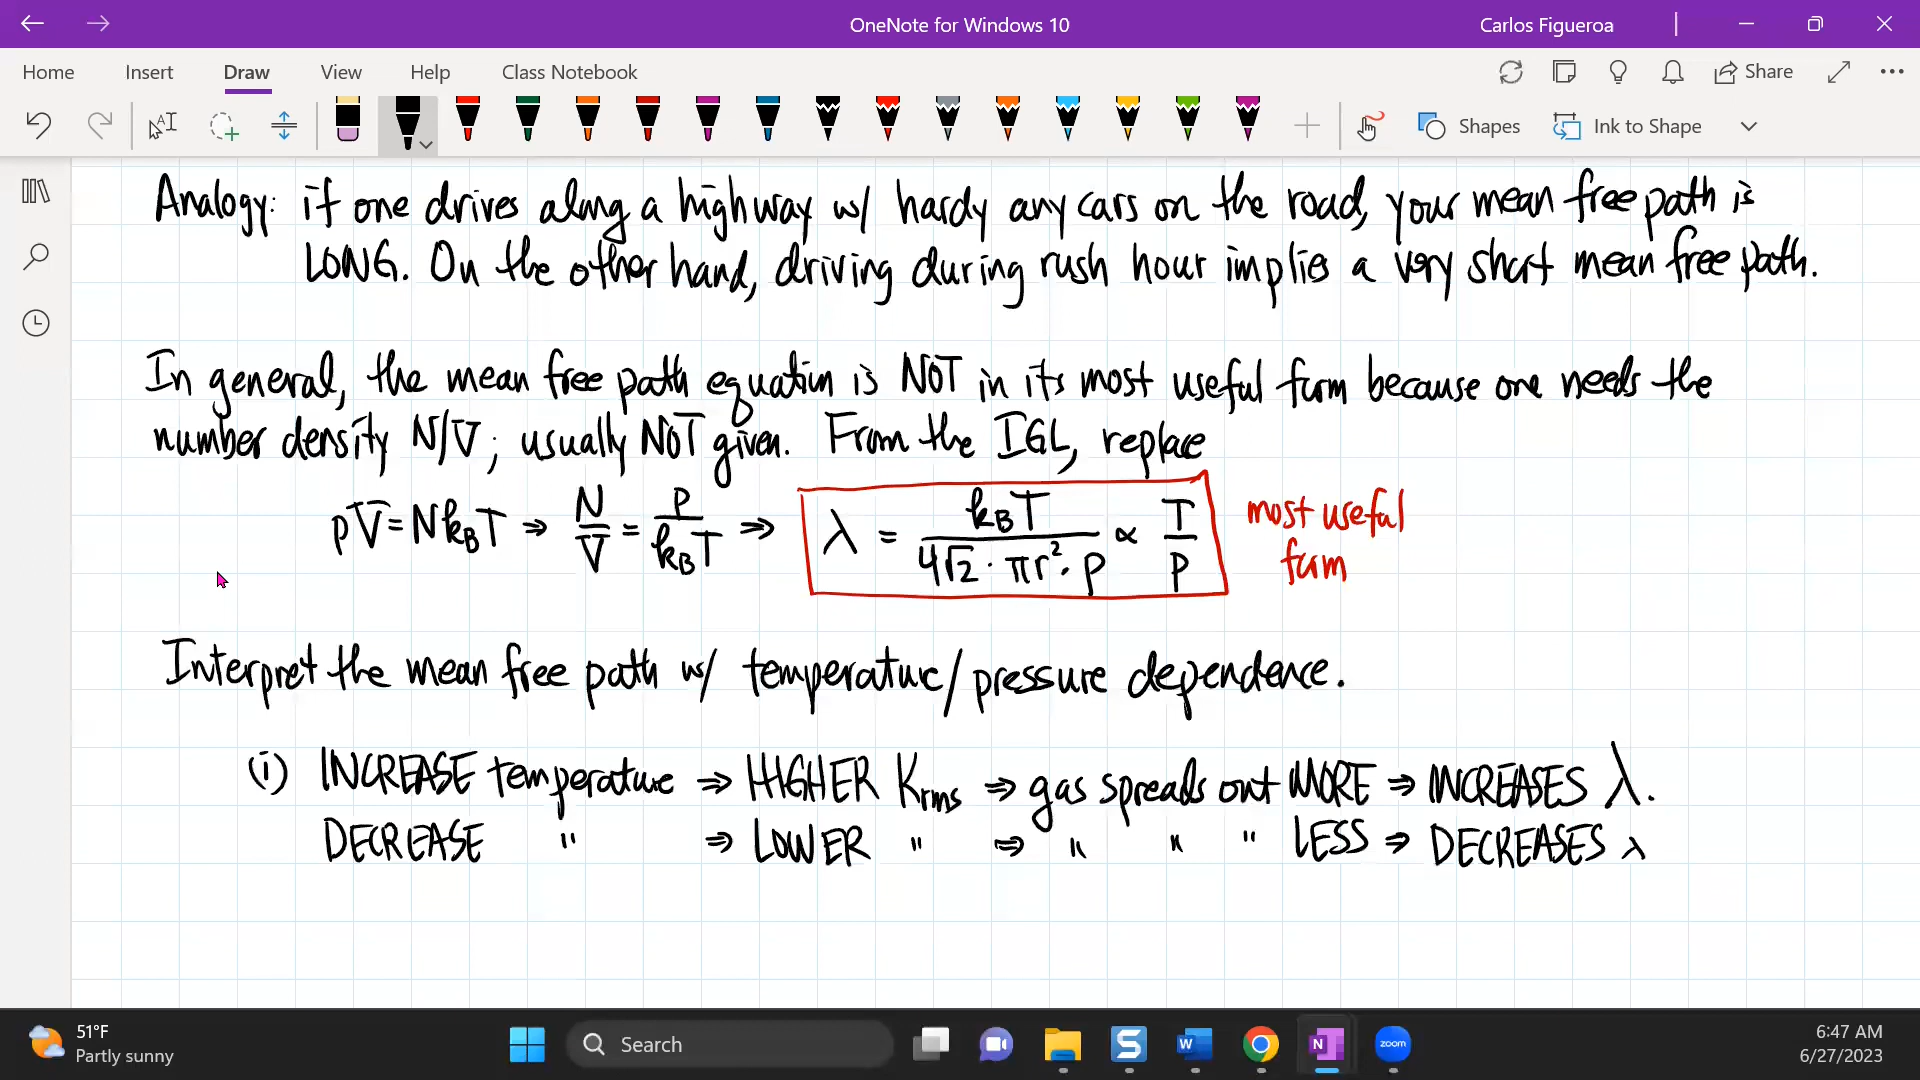 OneNote for Windows 10
Carlos Figueroa
Home Insert Draw View Help Class Notebook
Share
Shapes Ink to Shape
Analogy: if one drives along a highway w/ hardy any cars on the road, your mean free path is
LONG. On the other hand, driving during rush hour implies a very short mean free path.
In general, the mean free path equation is NOT in its most useful form because one needs the
number density N/V; usually NOT given. From the IGL, replace
pV = Nk_BT ⇒ N/V = p/k_BT ⇒ λ = k_BT/(4√2 · πr² · p) ∝ T/p most useful
form
Interpret the mean free path w/ temperature/pressure dependence.
(i) INCREASE temperature ⇒ HIGHER K_rms ⇒ gas spreads out MORE ⇒ INCREASES λ.
DECREASE " ⇒ LOWER " ⇒ " " " LESS ⇒ DECREASES λ
51°F
Partly sunny
Search
zoom
6:47 AM
6/27/2023